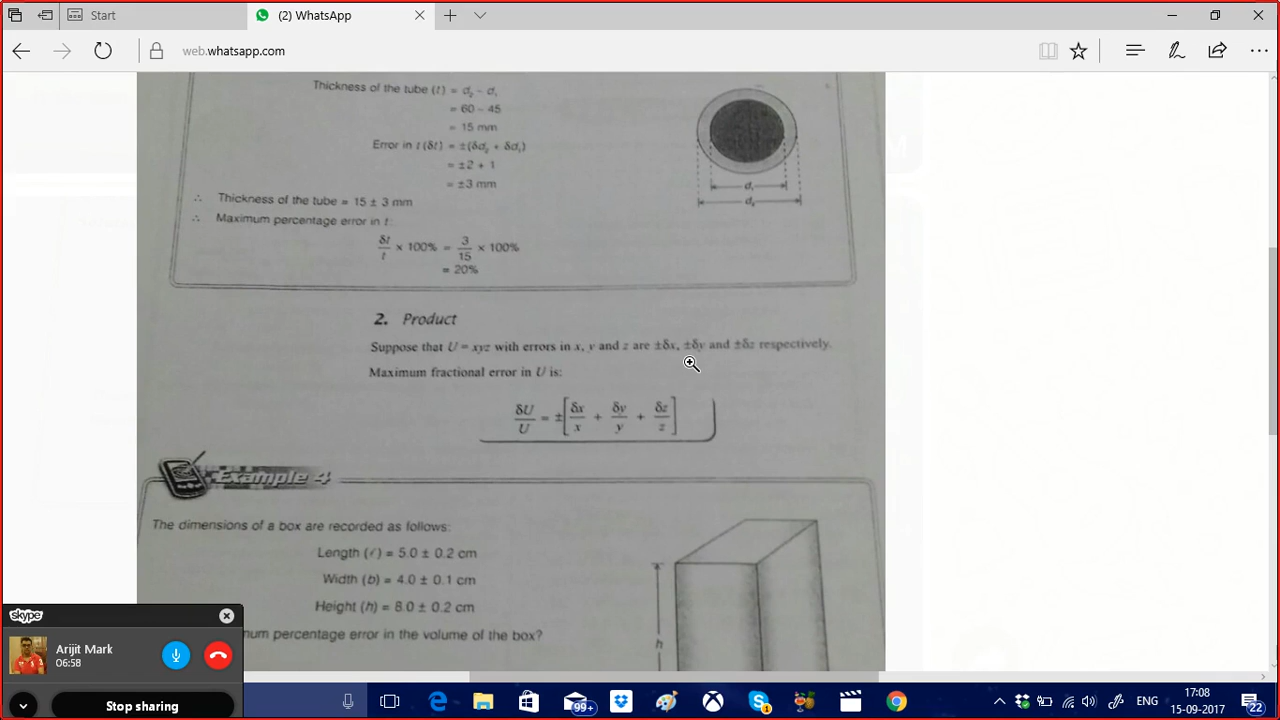 Start
(2) WhatsApp
web.whatsapp.com
Thickness of the tube (t) = d₂ − d₁
= 60 − 45
= 15 mm
Error in t (δt) = ±(δd₂ + δd₁)
= ±2 + 1
= ±3 mm
∴ Thickness of the tube = 15 ± 3 mm
∴ Maximum percentage error in t:
δt/t × 100% = 3/15 × 100%
= 20%
d₁
d₂
2. Product
Suppose that U = xyz with errors in x, y and z are ±δx, ±δy and ±δz respectively.
Maximum fractional error in U is:
δU/U = ±[δx/x + δy/y + δz/z]
Example 4
The dimensions of a box are recorded as follows:
Length (ℓ) = 5.0 ± 0.2 cm
Width (b) = 4.0 ± 0.1 cm
Height (h) = 8.0 ± 0.2 cm
num percentage error in the volume of the box?
h
skype
Arijit Mark
06:58
Stop sharing
99+
1
ENG
17:08
15-09-2017
22